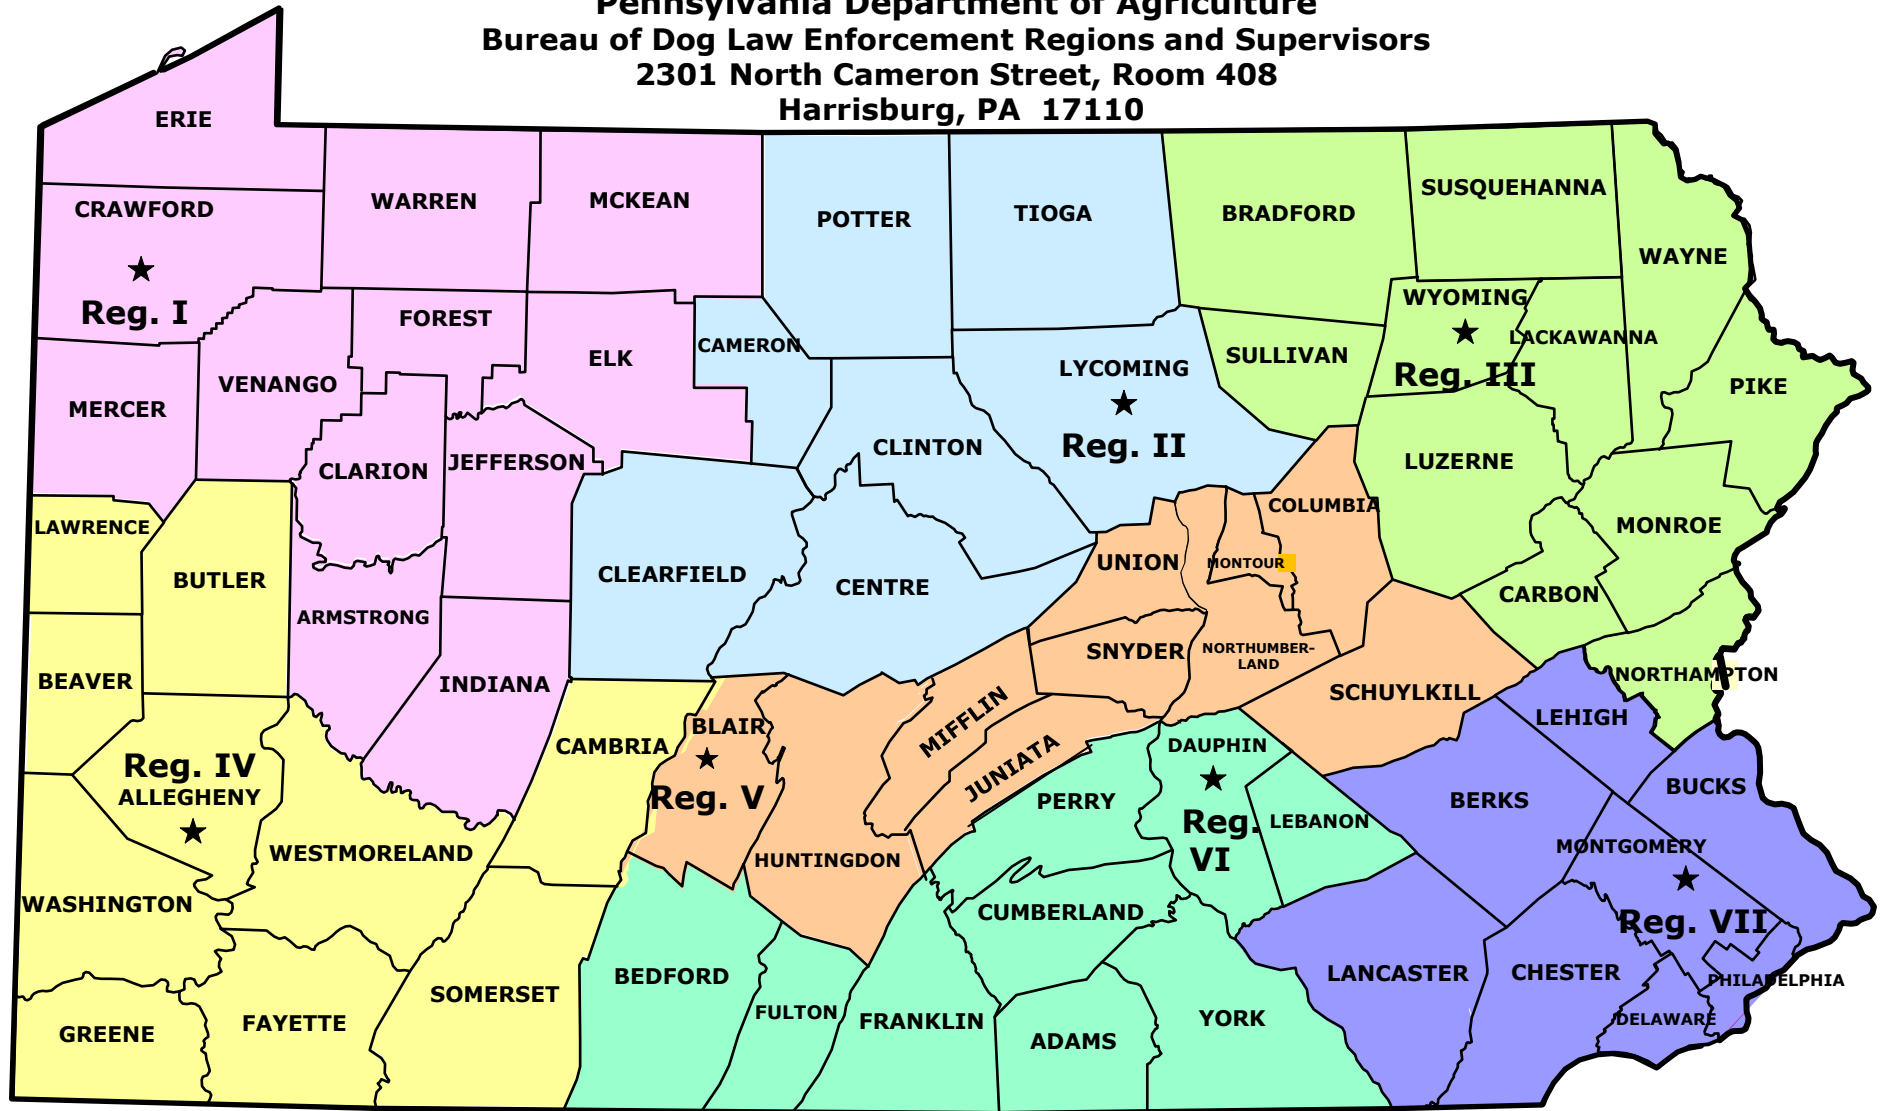 Pennsylvania Department of Agriculture
Bureau of Dog Law Enforcement Regions and Supervisors
2301 North Cameron Street, Room 408
Harrisburg, PA 17110
ERIE
CRAWFORD
Reg. I
WARREN
MCKEAN
POTTER
TIOGA
BRADFORD
SUSQUEHANNA
WAYNE
WYOMING
LACKAWANNA
Reg. III
FOREST
ELK
CAMERON
LYCOMING
Reg. II
SULLIVAN
PIKE
MERCER
VENANGO
CLARION
JEFFERSON
CLINTON
LUZERNE
COLUMBIA
MONROE
LAWRENCE
BUTLER
ARMSTRONG
CLEARFIELD
CENTRE
UNION
MONTOUR
CARBON
BEAVER
INDIANA
SNYDER
NORTHUMBER-
LAND
SCHUYLKILL
NORTHAMPTON
LEHIGH
Reg. IV
ALLEGHENY
CAMBRIA
BLAIR
Reg. V
MIFFLIN
JUNIATA
DAUPHIN
Reg.
VI
PERRY
LEBANON
BERKS
BUCKS
MONTGOMERY
Reg. VII
WESTMORELAND
HUNTINGDON
WASHINGTON
CUMBERLAND
LANCASTER
CHESTER
PHILADELPHIA
DELAWARE
GREENE
FAYETTE
SOMERSET
BEDFORD
FULTON
FRANKLIN
ADAMS
YORK